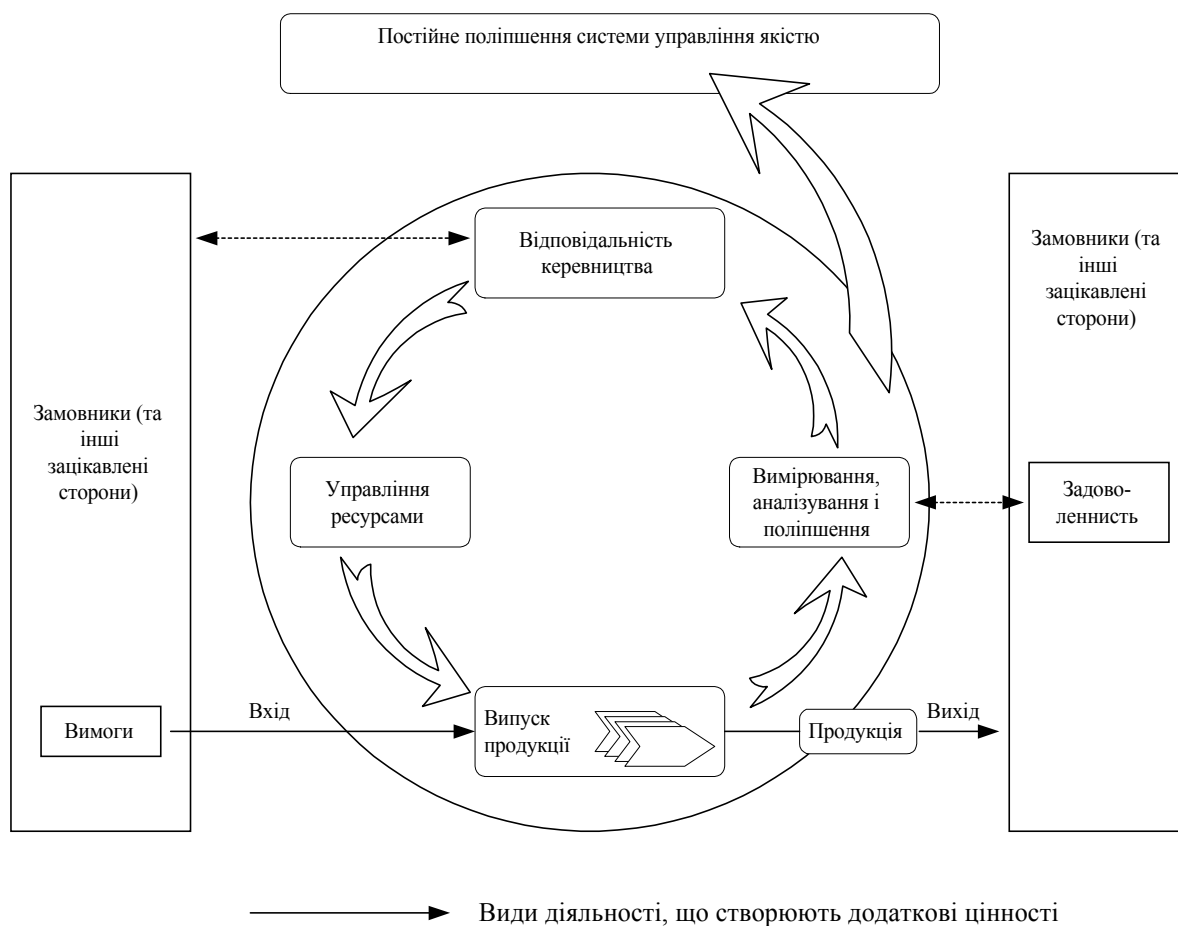 Постійне поліпшення системи управління якістю
Відповідальність
керевництва
Замовники (та
інші
зацікавлені
сторони)
Замовники (та
інші
зацікавлені
сторони)
Управління
ресурсами
Вимірювання,
аналізування і
поліпшення
Задово-
леннисть
Вимоги
Вхід
Випуск
продукції
Продукція
Вихід
Види діяльності, що створюють додаткові цінності